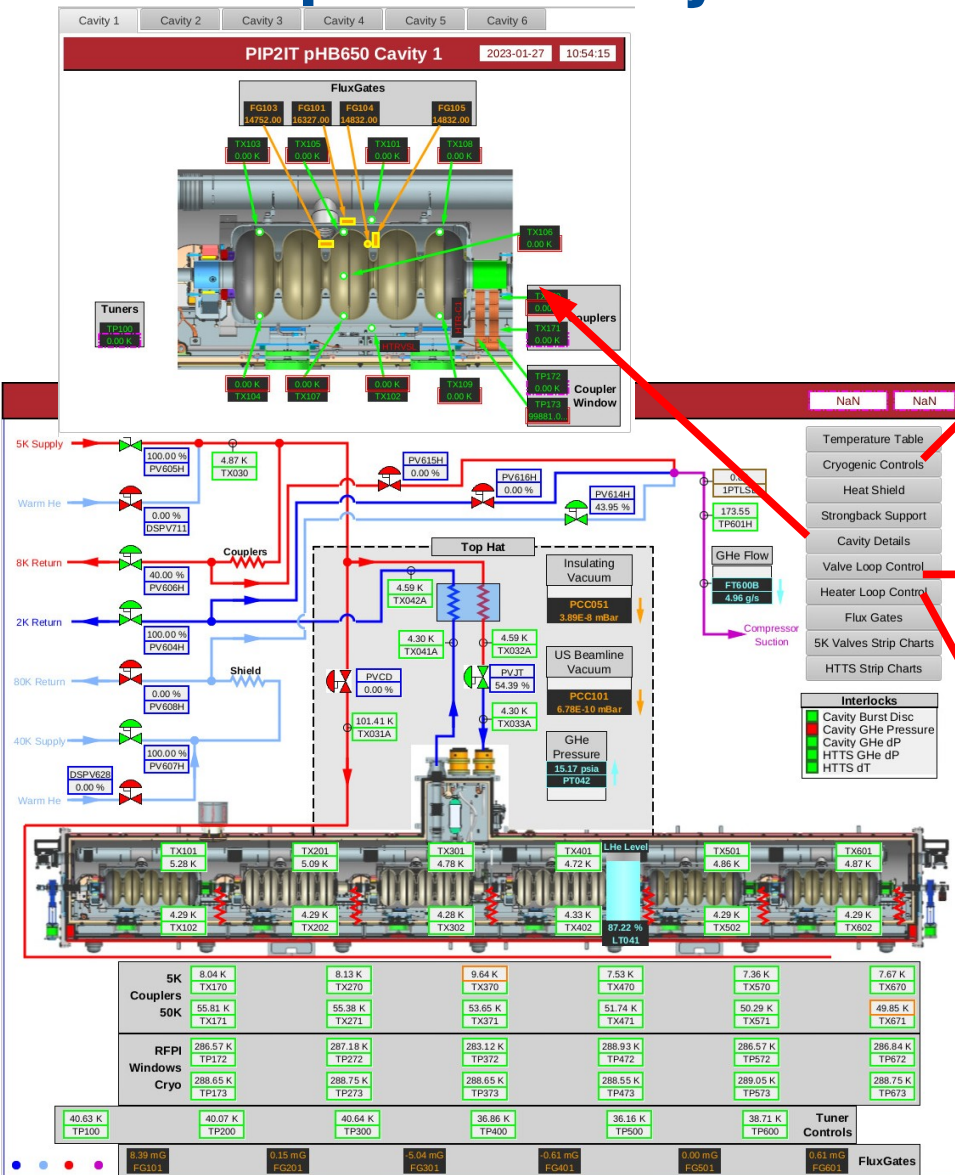 Cavity 1
Cavity 2
Cavity 3
Cavity 4
Cavity 5
Cavity 6
PIP2IT pHB650 Cavity 1
2023-01-27
10:54:15
FluxGates
FG103
14752.00
FG101
16327.00
FG104
14832.00
FG105
14832.00
TX103
0.00 K
TX105
0.00 K
TX101
0.00 K
TX108
0.00 K
TX106
0.00 K
Tuners
TP100
0.00 K
HTR-C1
HTRVSL
0.00
TX171
0.00 K
0.00 K
TX104
0.00 K
TX107
0.00 K
TX102
TX109
0.00 K
TP172
0.00 K
TP173
99881.0...
Coupler
Window
NaN
NaN
Temperature Table
Cryogenic Controls
Heat Shield
Strongback Support
Cavity Details
Valve Loop Control
Heater Loop Control
Flux Gates
5K Valves Strip Charts
HTTS Strip Charts
Interlocks
Cavity Burst Disc
Cavity GHe Pressure
Cavity GHe dP
HTTS GHe dP
HTTS dT
5K Supply
100.00 %
PV605H
4.87 K
TX030
Warm He
0.00 %
DSPV711
PV615H
0.00 %
PV616H
0.00 %
PV614H
43.95 %
1PTLSL
173.55
TP601H
8K Return
40.00 %
PV606H
Couplers
2K Return
100.00 %
PV604H
80K Return
0.00 %
PV608H
Shield
40K Supply
100.00 %
PV607H
DSPV628
0.00 %
Warm He
Top Hat
4.59 K
TX042A
4.30 K
TX041A
4.59 K
TX032A
PVCD
0.00 %
PVJT
54.39 %
101.41 K
TX031A
4.30 K
TX033A
Insulating
Vacuum
PCC051
3.89E-8 mBar
US Beamline
Vacuum
PCC101
6.78E-10 mBar
GHe
Pressure
15.17 psia
PT042
GHe Flow
FT600B
4.96 g/s
Compressor
Suction
TX101
5.28 K
TX201
5.09 K
TX301
4.78 K
TX401
4.72 K
LHe Level
TX501
4.86 K
TX601
4.87 K
4.29 K
TX102
4.29 K
TX202
4.28 K
TX302
4.33 K
TX402
87.22 %
LT041
4.29 K
TX502
4.29 K
TX602
5K
Couplers
50K
8.04 K
TX170
8.13 K
TX270
9.64 K
TX370
7.53 K
TX470
7.36 K
TX570
7.67 K
TX670
55.81 K
TX171
55.38 K
TX271
53.65 K
TX371
51.74 K
TX471
50.29 K
TX571
49.85 K
TX671
RFPI
Windows
Cryo
286.57 K
TP172
287.18 K
TP272
283.12 K
TP372
288.93 K
TP472
286.57 K
TP572
286.84 K
TP672
288.65 K
TP173
288.75 K
TP273
288.65 K
TP373
288.55 K
TP473
289.05 K
TP573
288.75 K
TP673
40.63 K
TP100
40.07 K
TP200
40.64 K
TP300
36.86 K
TP400
36.16 K
TP500
38.71 K
TP600
Tuner
Controls
8.39 mG
FG101
0.15 mG
FG201
-5.04 mG
FG301
-0.61 mG
FG401
0.00 mG
FG501
0.61 mG
FG601
FluxGates